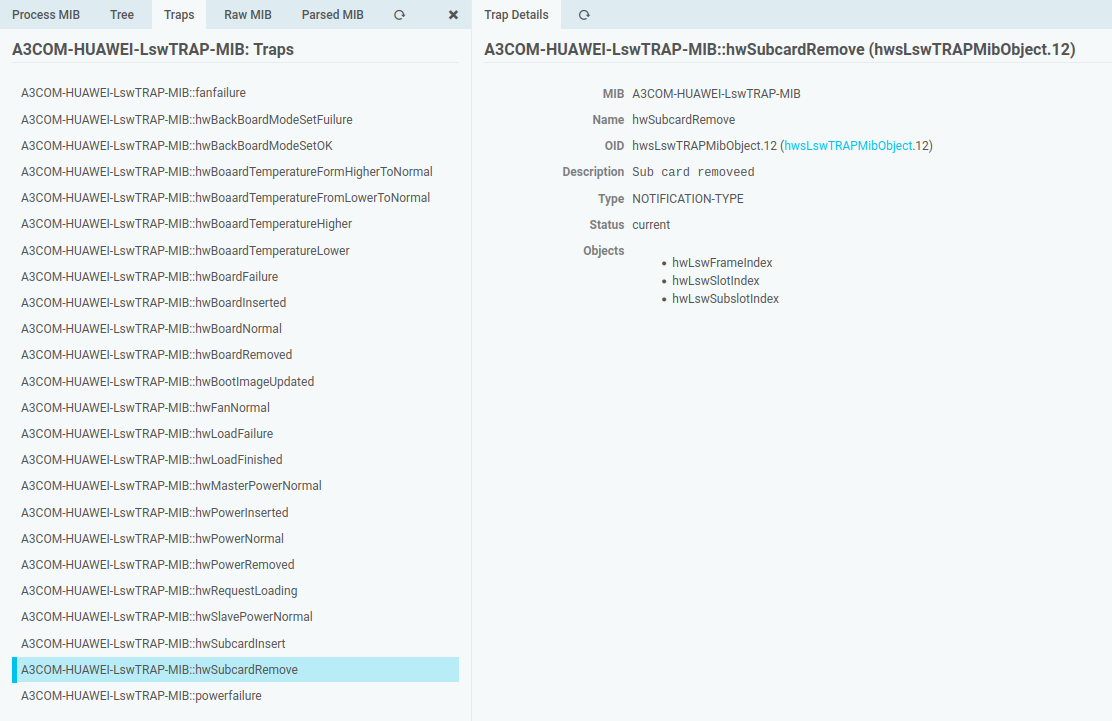 Process MIB Tree Traps Raw MIB Parsed MIB
A3COM-HUAWEI-LswTRAP-MIB: Traps
A3COM-HUAWEI-LswTRAP-MIB::fanfailure
A3COM-HUAWEI-LswTRAP-MIB::hwBackBoardModeSetFuilure
A3COM-HUAWEI-LswTRAP-MIB::hwBackBoardModeSetOK
A3COM-HUAWEI-LswTRAP-MIB::hwBoaardTemperatureFormHigherToNormal
A3COM-HUAWEI-LswTRAP-MIB::hwBoaardTemperatureFromLowerToNormal
A3COM-HUAWEI-LswTRAP-MIB::hwBoaardTemperatureHigher
A3COM-HUAWEI-LswTRAP-MIB::hwBoardTemperatureLower
A3COM-HUAWEI-LswTRAP-MIB::hwBoardFailure
A3COM-HUAWEI-LswTRAP-MIB::hwBoardInserted
A3COM-HUAWEI-LswTRAP-MIB::hwBoardNormal
A3COM-HUAWEI-LswTRAP-MIB::hwBoardRemoved
A3COM-HUAWEI-LswTRAP-MIB::hwBootImageUpdated
A3COM-HUAWEI-LswTRAP-MIB::hwFanNormal
A3COM-HUAWEI-LswTRAP-MIB::hwLoadFailure
A3COM-HUAWEI-LswTRAP-MIB::hwLoadFinished
A3COM-HUAWEI-LswTRAP-MIB::hwMasterPowerNormal
A3COM-HUAWEI-LswTRAP-MIB::hwPowerInserted
A3COM-HUAWEI-LswTRAP-MIB::hwPowerNormal
A3COM-HUAWEI-LswTRAP-MIB::hwPowerRemoved
A3COM-HUAWEI-LswTRAP-MIB::hwRequestLoading
A3COM-HUAWEI-LswTRAP-MIB::hwSlavePowerNormal
A3COM-HUAWEI-LswTRAP-MIB::hwSubcardInsert
A3COM-HUAWEI-LswTRAP-MIB::hwSubcardRemove
A3COM-HUAWEI-LswTRAP-MIB::powerfailure
Trap Details
A3COM-HUAWEI-LswTRAP-MIB::hwSubcardRemove (hwsLswTRAPMibObject.12)
MIB A3COM-HUAWEI-LswTRAP-MIB
Name hwSubcardRemove
OID hwsLswTRAPMibObject.12 (hwsLswTRAPMibObject.12)
Description Sub card removeed
Type NOTIFICATION-TYPE
Status current
Objects
• hwLswFrameIndex
• hwLswSlotIndex
• hwLswSubslotIndex